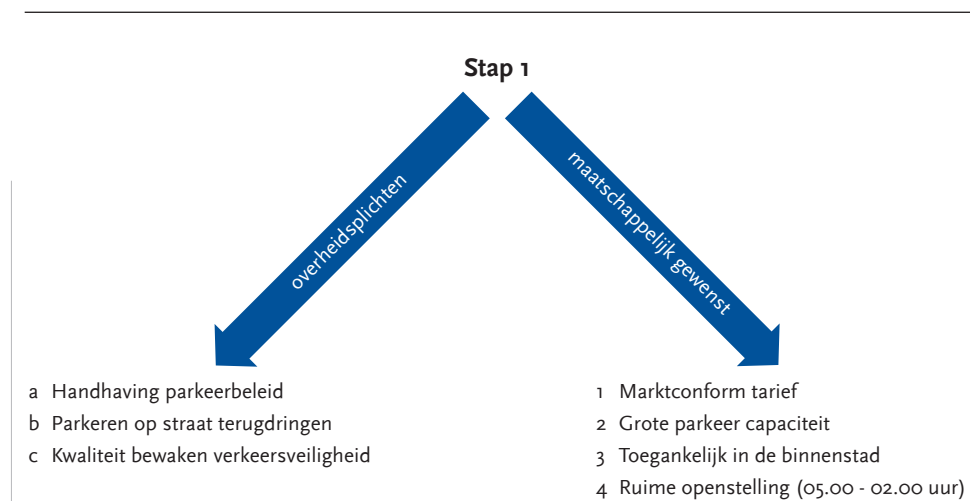 Stap 1
overheidsplichten
maatschappelijk gewenst
a Handhaving parkeerbeleid
b Parkeren op straat terugdringen
c Kwaliteit bewaken verkeersveiligheid
1 Marktconform tarief
2 Grote parkeer capaciteit
3 Toegankelijk in de binnenstad
4 Ruime openstelling (05.00 - 02.00 uur)